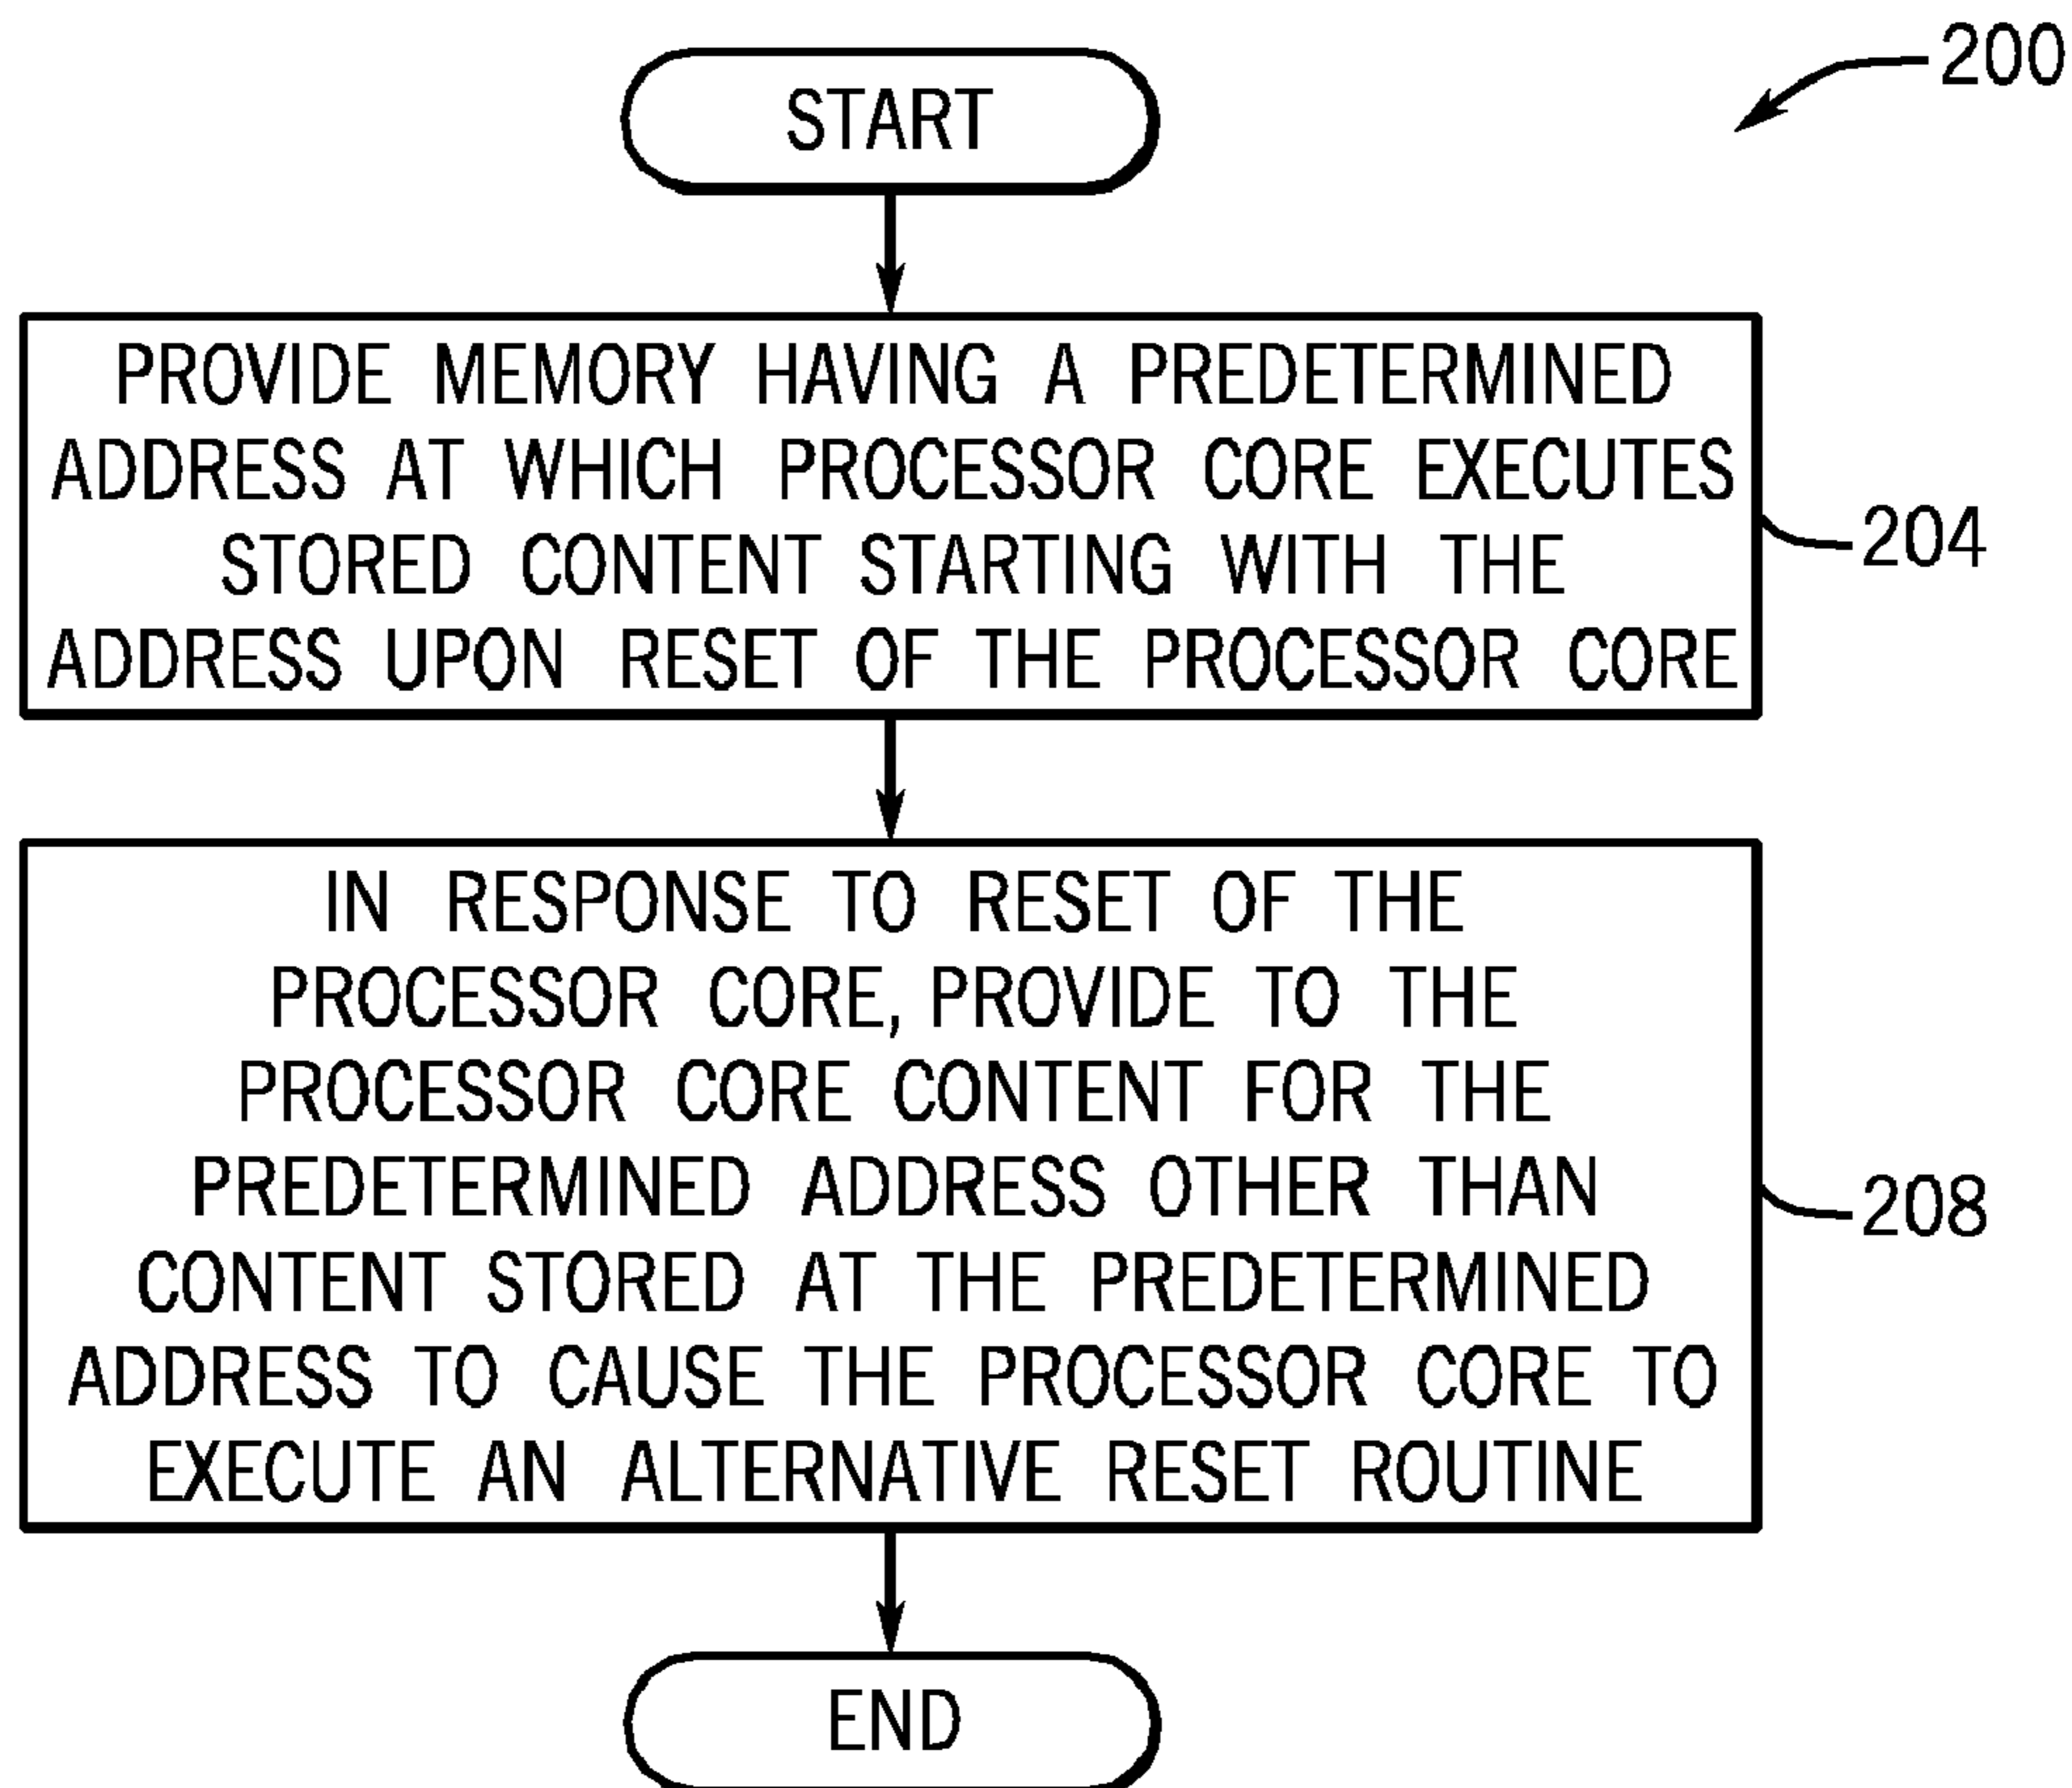 200
START
PROVIDE MEMORY HAVING A PREDETERMINED
ADDRESS AT WHICH PROCESSOR CORE EXECUTES
STORED CONTENT STARTING WITH THE
ADDRESS UPON RESET OF THE PROCESSOR CORE
204
IN RESPONSE TO RESET OF THE
PROCESSOR CORE, PROVIDE TO THE
PROCESSOR CORE CONTENT FOR THE
PREDETERMINED ADDRESS OTHER THAN
CONTENT STORED AT THE PREDETERMINED
ADDRESS TO CAUSE THE PROCESSOR CORE TO
EXECUTE AN ALTERNATIVE RESET ROUTINE
208
END